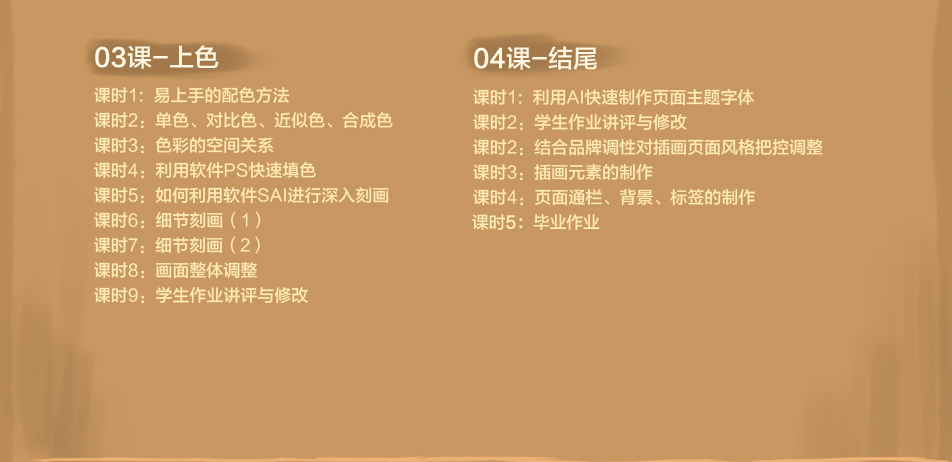 03课-上色
课时1: 易上手的配色方法
课时2: 单色、对比色、近似色、合成色
课时3: 色彩的空间关系
课时4: 利用软件PS快速填色
课时5: 如何利用软件SAI进行深入刻画
课时6: 细节刻画（1）
课时7: 细节刻画（2）
课时8: 画面整体调整
课时9: 学生作业讲评与修改
04课-结尾
课时1: 利用AI快速制作页面主题字体
课时2: 学生作业讲评与修改
课时2: 结合品牌调性对插画页面风格把控调整
课时3: 插画元素的制作
课时4: 页面通栏、背景、标签的制作
课时5: 毕业作业